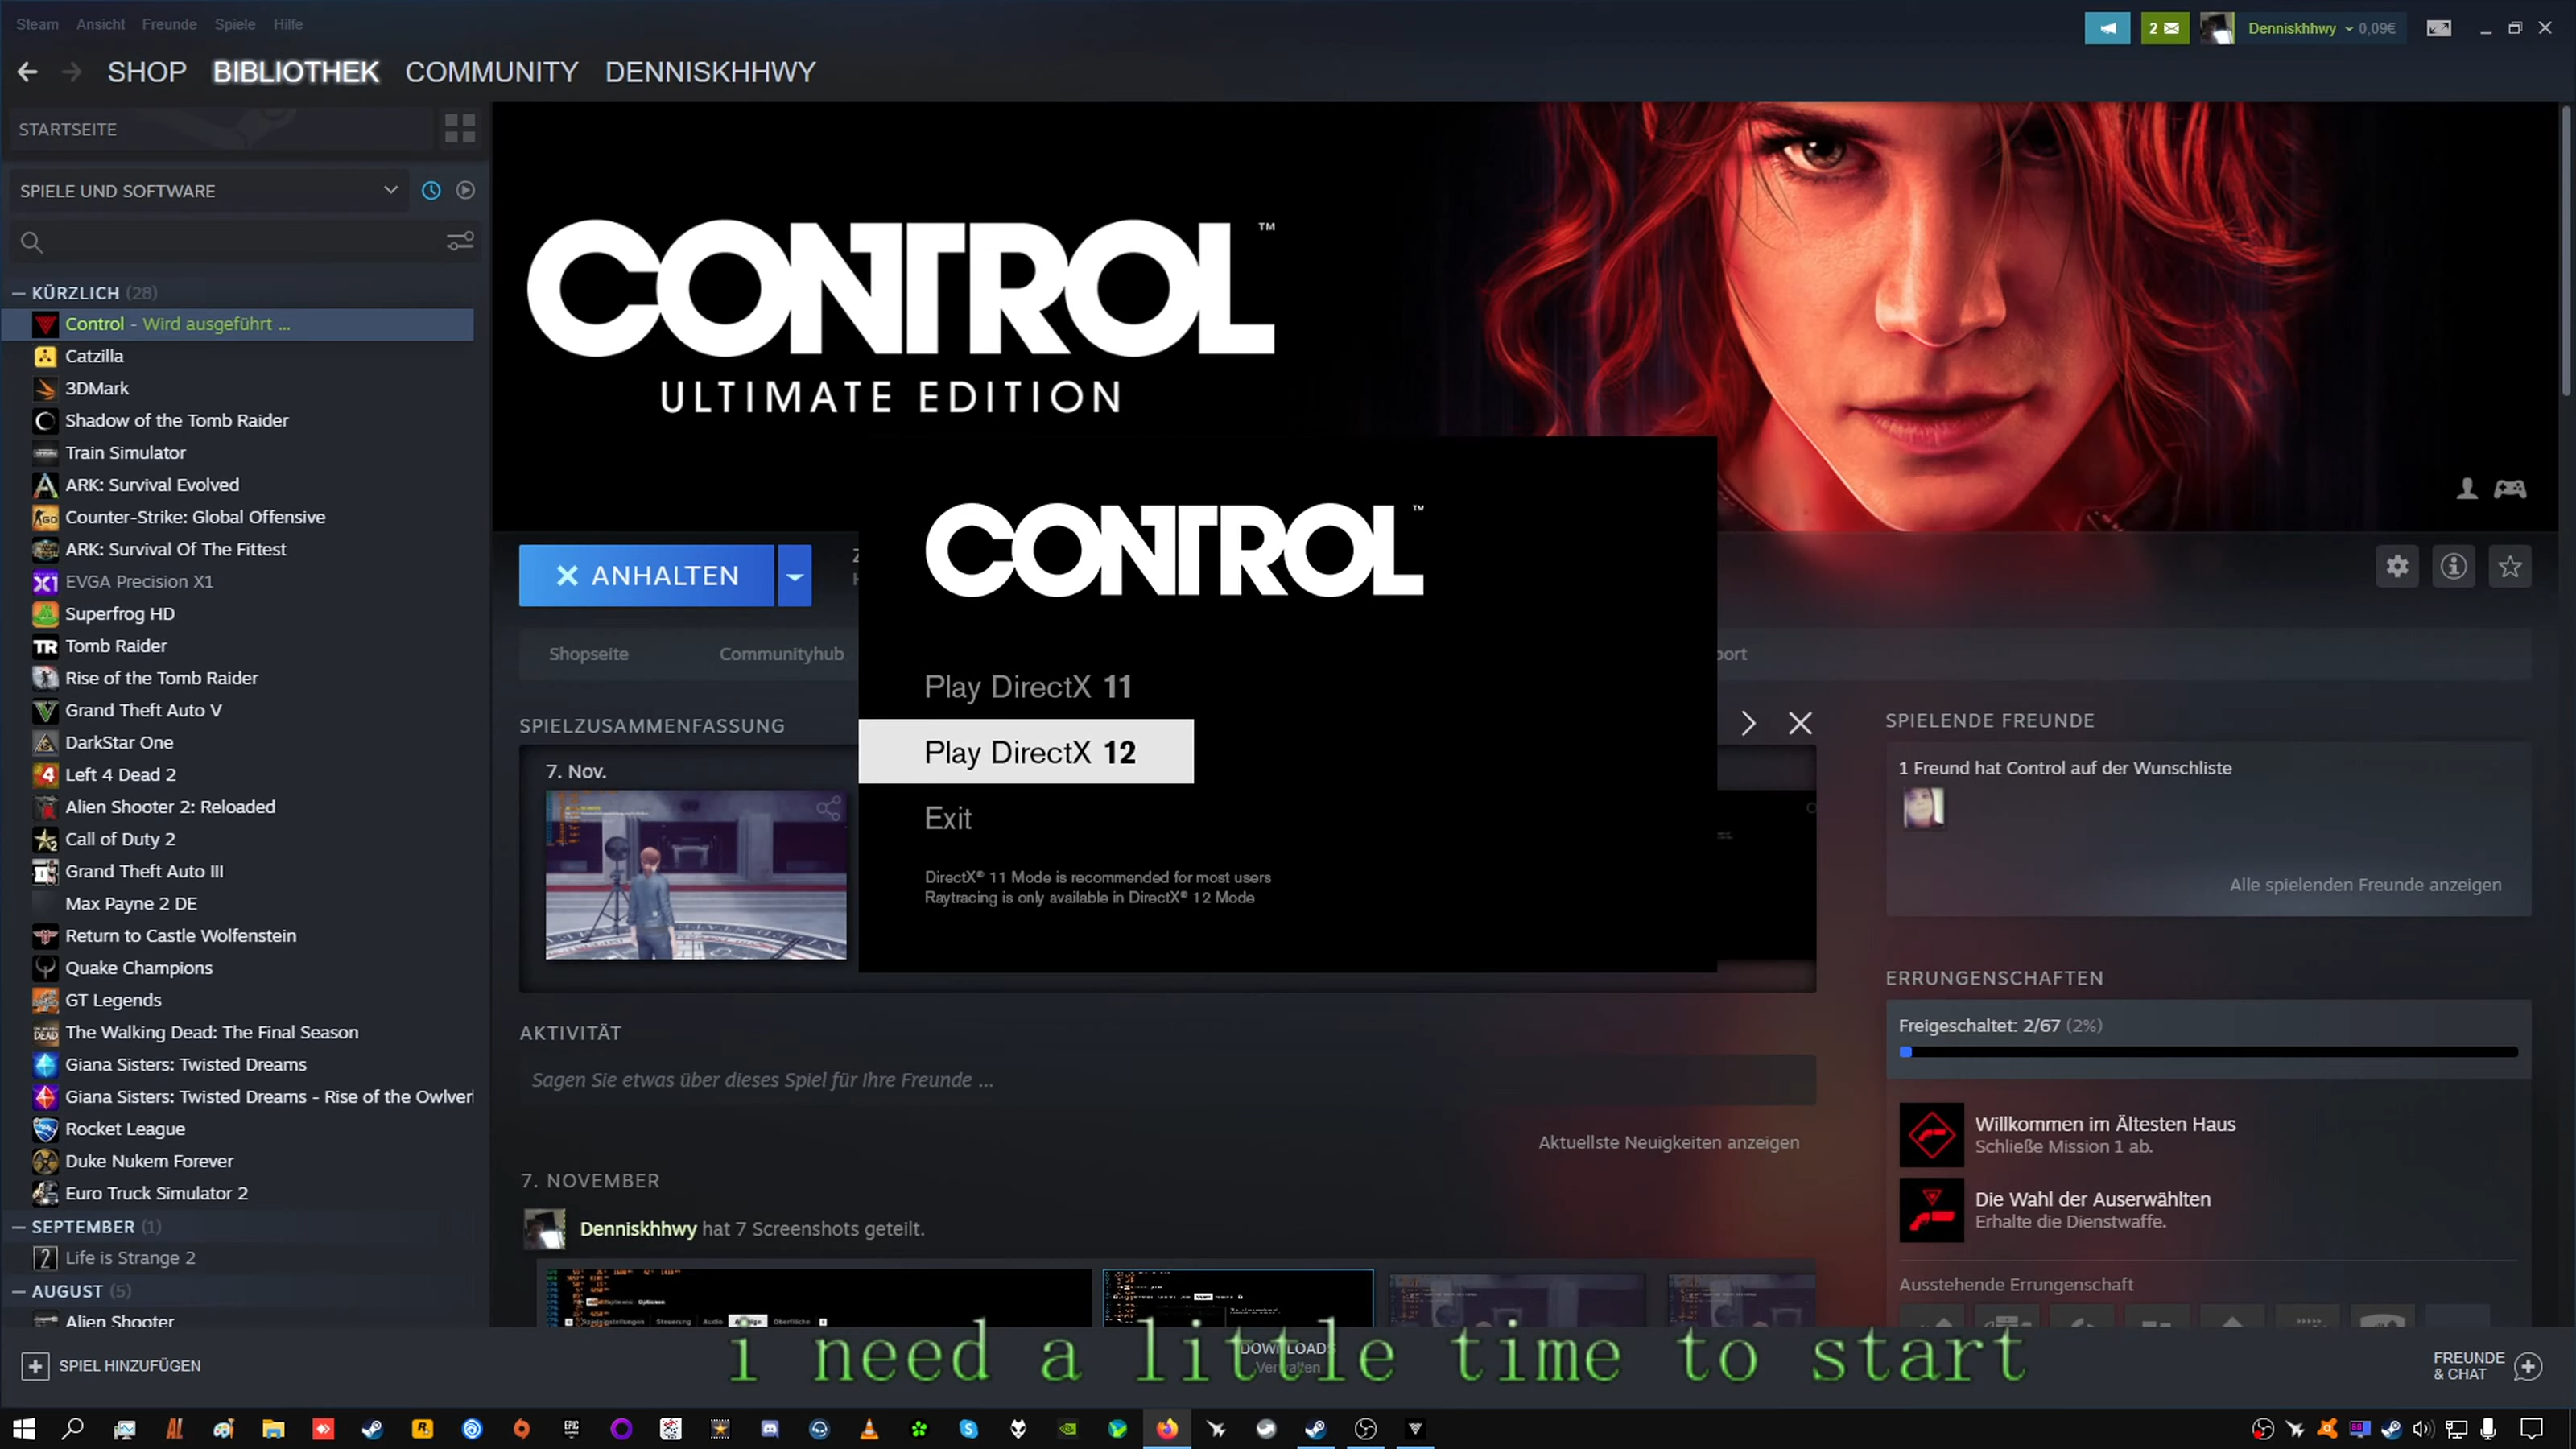 Steam Ansicht Freunde Spiele Hilfe
2
Denniskhhwy 0,09€
SHOP BIBLIOTHEK COMMUNITY DENNISKHHWY
STARTSEITE
SPIELE UND SOFTWARE
— KÜRZLICH (28)
Control - Wird ausgeführt ...
Catzilla
3DMark
Shadow of the Tomb Raider
Train Simulator
ARK: Survival Evolved
Counter-Strike: Global Offensive
ARK: Survival Of The Fittest
EVGA Precision X1
Superfrog HD
Tomb Raider
Rise of the Tomb Raider
Grand Theft Auto V
DarkStar One
Left 4 Dead 2
Alien Shooter 2: Reloaded
Call of Duty 2
Grand Theft Auto III
Max Payne 2 DE
Return to Castle Wolfenstein
Quake Champions
GT Legends
The Walking Dead: The Final Season
Giana Sisters: Twisted Dreams
Giana Sisters: Twisted Dreams - Rise of the Owlver
Rocket League
Duke Nukem Forever
Euro Truck Simulator 2
— SEPTEMBER (1)
Life is Strange 2
— AUGUST (5)
Alien Shooter
SPIEL HINZUFÜGEN
CONTROL™
ULTIMATE EDITION
ANHALTEN
Shopseite Communityhub
port
CONTROL™
Play DirectX 11
Play DirectX 12
Exit
DirectX® 11 Mode is recommended for most users
Raytracing is only available in DirectX® 12 Mode
SPIELZUSAMMENFASSUNG
7. Nov.
AKTIVITÄT
Sagen Sie etwas über dieses Spiel für Ihre Freunde ...
Aktuellste Neuigkeiten anzeigen
7. NOVEMBER
Denniskhhwy hat 7 Screenshots geteilt.
SPIELENDE FREUNDE
1 Freund hat Control auf der Wunschliste
Alle spielenden Freunde anzeigen
ERRUNGENSCHAFTEN
Freigeschaltet: 2/67 (2%)
Willkommen im Ältesten Haus
Schließe Mission 1 ab.
Die Wahl der Auserwählten
Erhalte die Dienstwaffe.
Ausstehende Errungenschaft
DOWNLOADS
Verwalten
i need a little time to start
FREUNDE
& CHAT